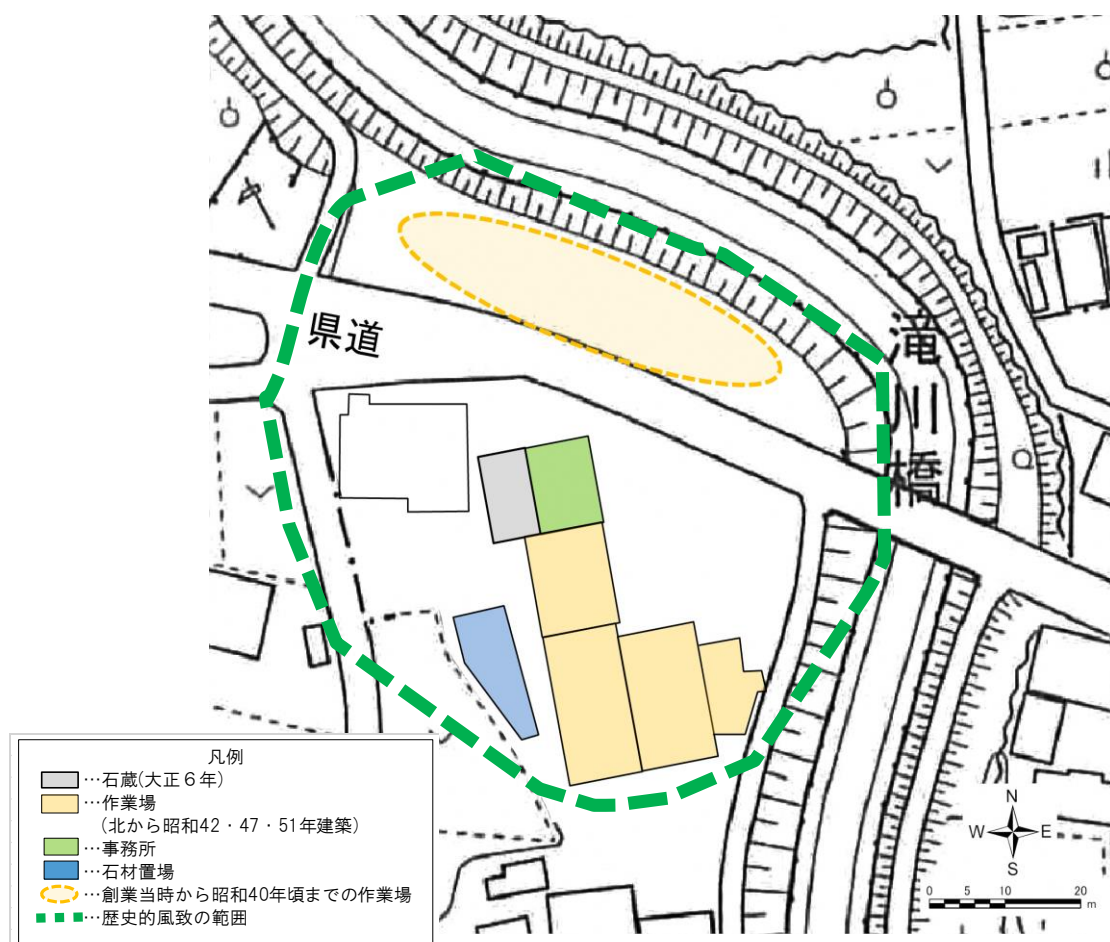 県道
滝川橋
凡例
…石蔵(大正6年)
…作業場
(北から昭和42・47・51年建築)
…事務所
…石材置場
…創業当時から昭和40年頃までの作業場
…歴史的風致の範囲
N
W E
S
0 5 10 20
m